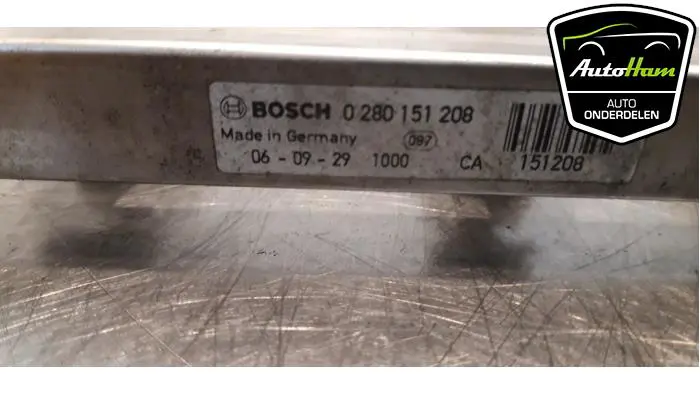 BOSCH 0 280 151 208
Made in Germany 097
06 - 09 - 29 1000 CA 151208
AutoHam
AUTO
ONDERDELEN